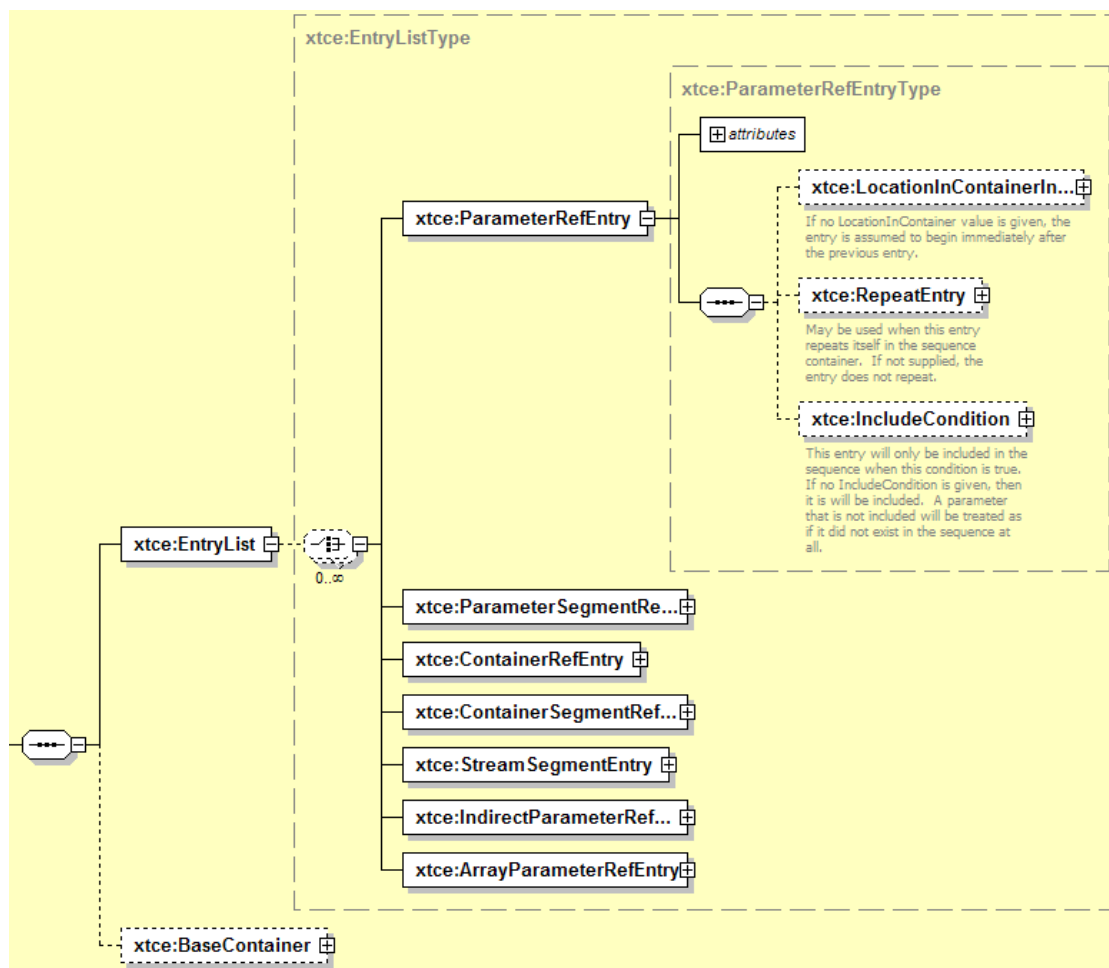 xtce:EntryListType
xtce:ParameterRefEntryType
attributes
xtce:LocationInContainerIn...
If no LocationInContainer value is given, the
entry is assumed to begin immediately after
the previous entry.
xtce:ParameterRefEntry
xtce:RepeatEntry
May be used when this entry
repeats itself in the sequence
container.  If not supplied, the
entry does not repeat.
xtce:IncludeCondition
This entry will only be included in the
sequence when this condition is true.
If no IncludeCondition is given, then
it is will be included.  A parameter
that is not included will be treated as
if it did not exist in the sequence at
all.
xtce:EntryList
0..∞
xtce:ParameterSegmentRe...
xtce:ContainerRefEntry
xtce:ContainerSegmentRef...
xtce:StreamSegmentEntry
xtce:IndirectParameterRef...
xtce:ArrayParameterRefEntry
xtce:BaseContainer